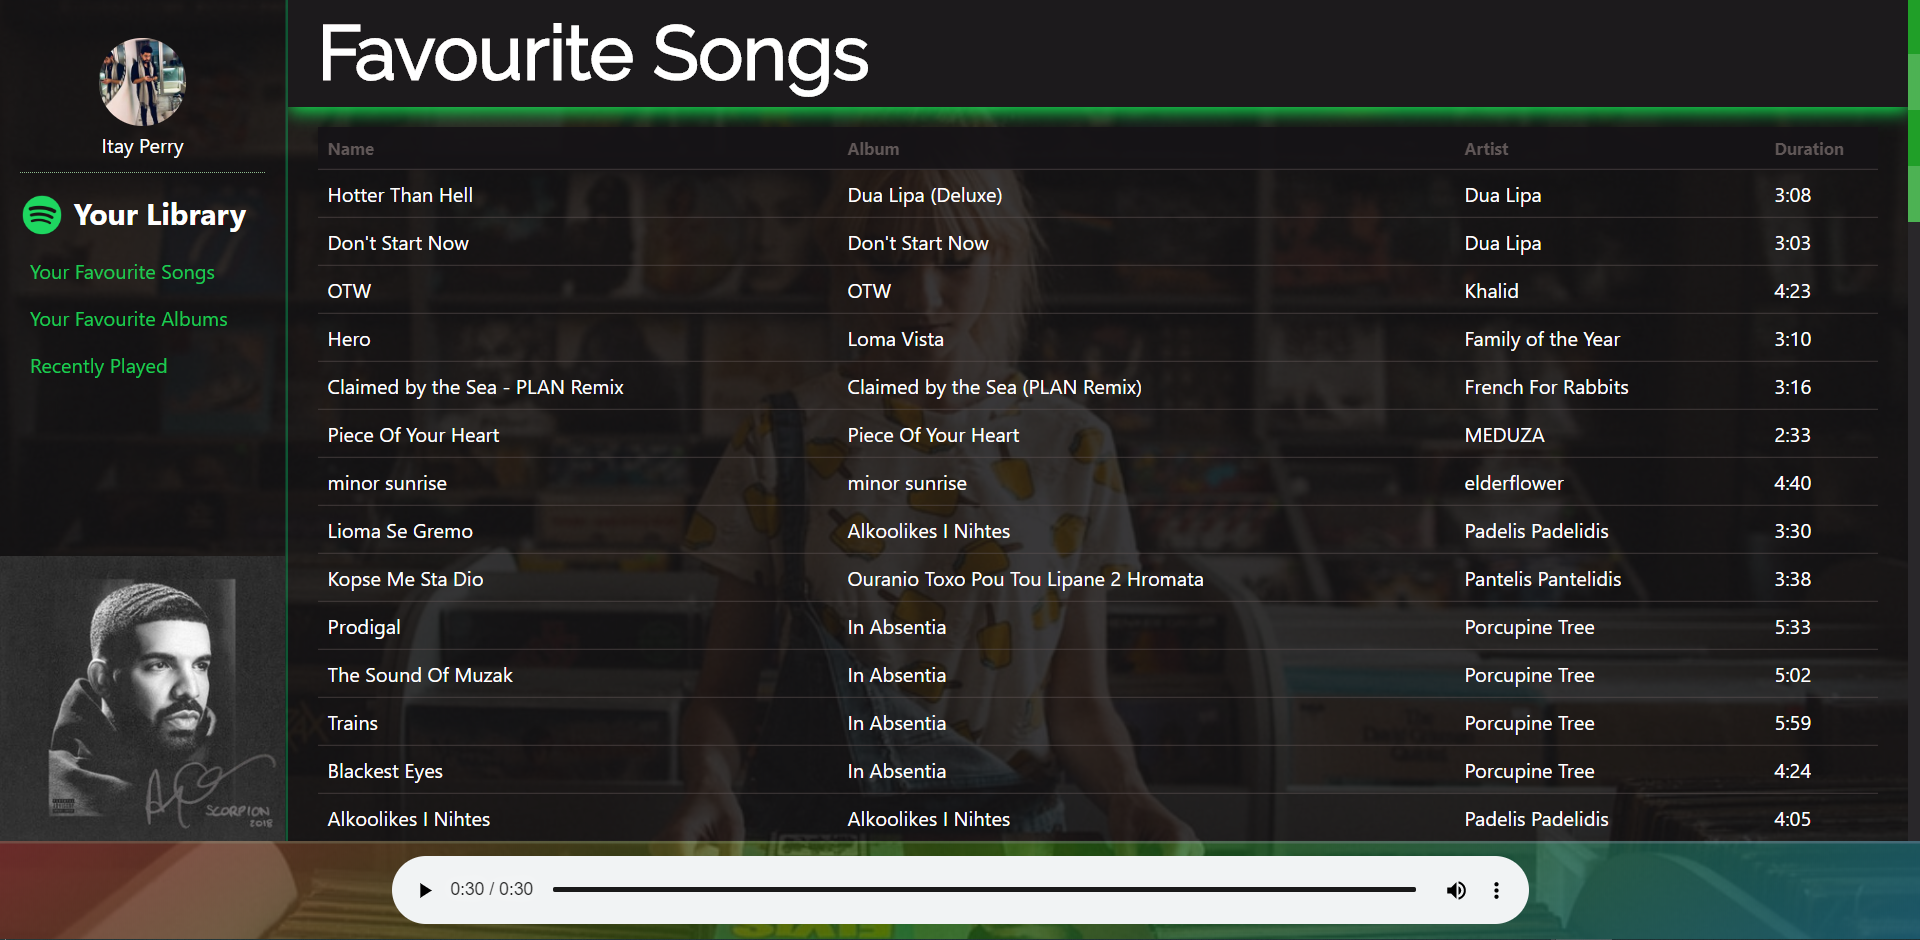 Favourite Songs
Itay Perry
Your Library
Your Favourite Songs
Your Favourite Albums
Recently Played
SCORPION
2018
Name Album Artist Duration
Hotter Than Hell Dua Lipa (Deluxe) Dua Lipa 3:08
Don't Start Now Don't Start Now Dua Lipa 3:03
OTW OTW Khalid 4:23
Hero Loma Vista Family of the Year 3:10
Claimed by the Sea - PLAN Remix Claimed by the Sea (PLAN Remix) French For Rabbits 3:16
Piece Of Your Heart Piece Of Your Heart MEDUZA 2:33
minor sunrise minor sunrise elderflower 4:40
Lioma Se Gremo Alkoolikes I Nihtes Padelis Padelidis 3:30
Kopse Me Sta Dio Ouranio Toxo Pou Tou Lipane 2 Hromata Pantelis Pantelidis 3:38
Prodigal In Absentia Porcupine Tree 5:33
The Sound Of Muzak In Absentia Porcupine Tree 5:02
Trains In Absentia Porcupine Tree 5:59
Blackest Eyes In Absentia Porcupine Tree 4:24
Alkoolikes I Nihtes Alkoolikes I Nihtes Padelis Padelidis 4:05
0:30 / 0:30
ELVIS